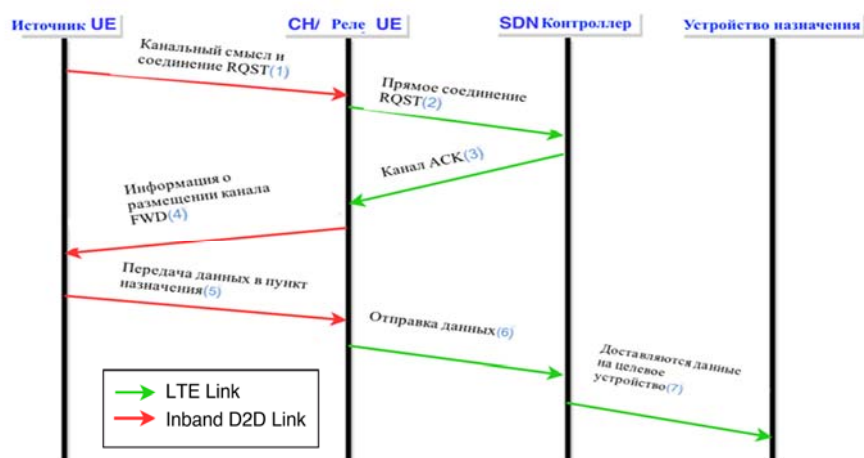 Источник UE
CH/ Реле UE
SDN Контроллер
Устройство назначения
Канальный смысл и
соединение RQST(1)
Прямое соединение
RQST(2)
Канал ACK(3)
Информация о
размещении канала
FWD(4)
Передача данных в пункт
назначения(5)
Отправка данных(6)
Доставляются данные
на целевое
устройство(7)
LTE Link
Inband D2D Link